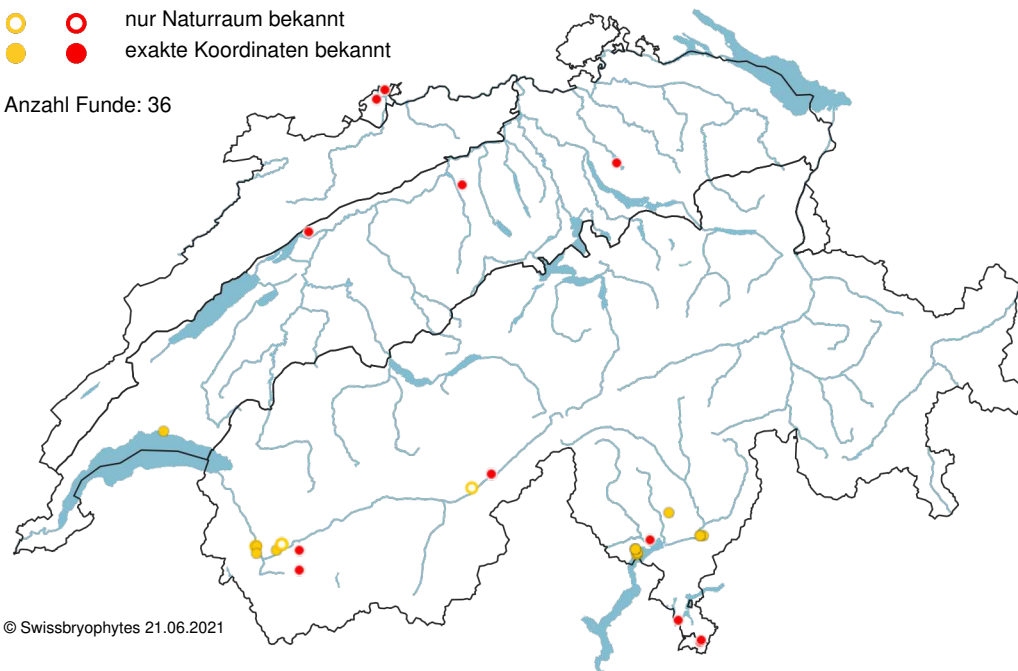 nur Naturraum bekannt
exakte Koordinaten bekannt
Anzahl Funde: 36
© Swissbryophytes 21.06.2021